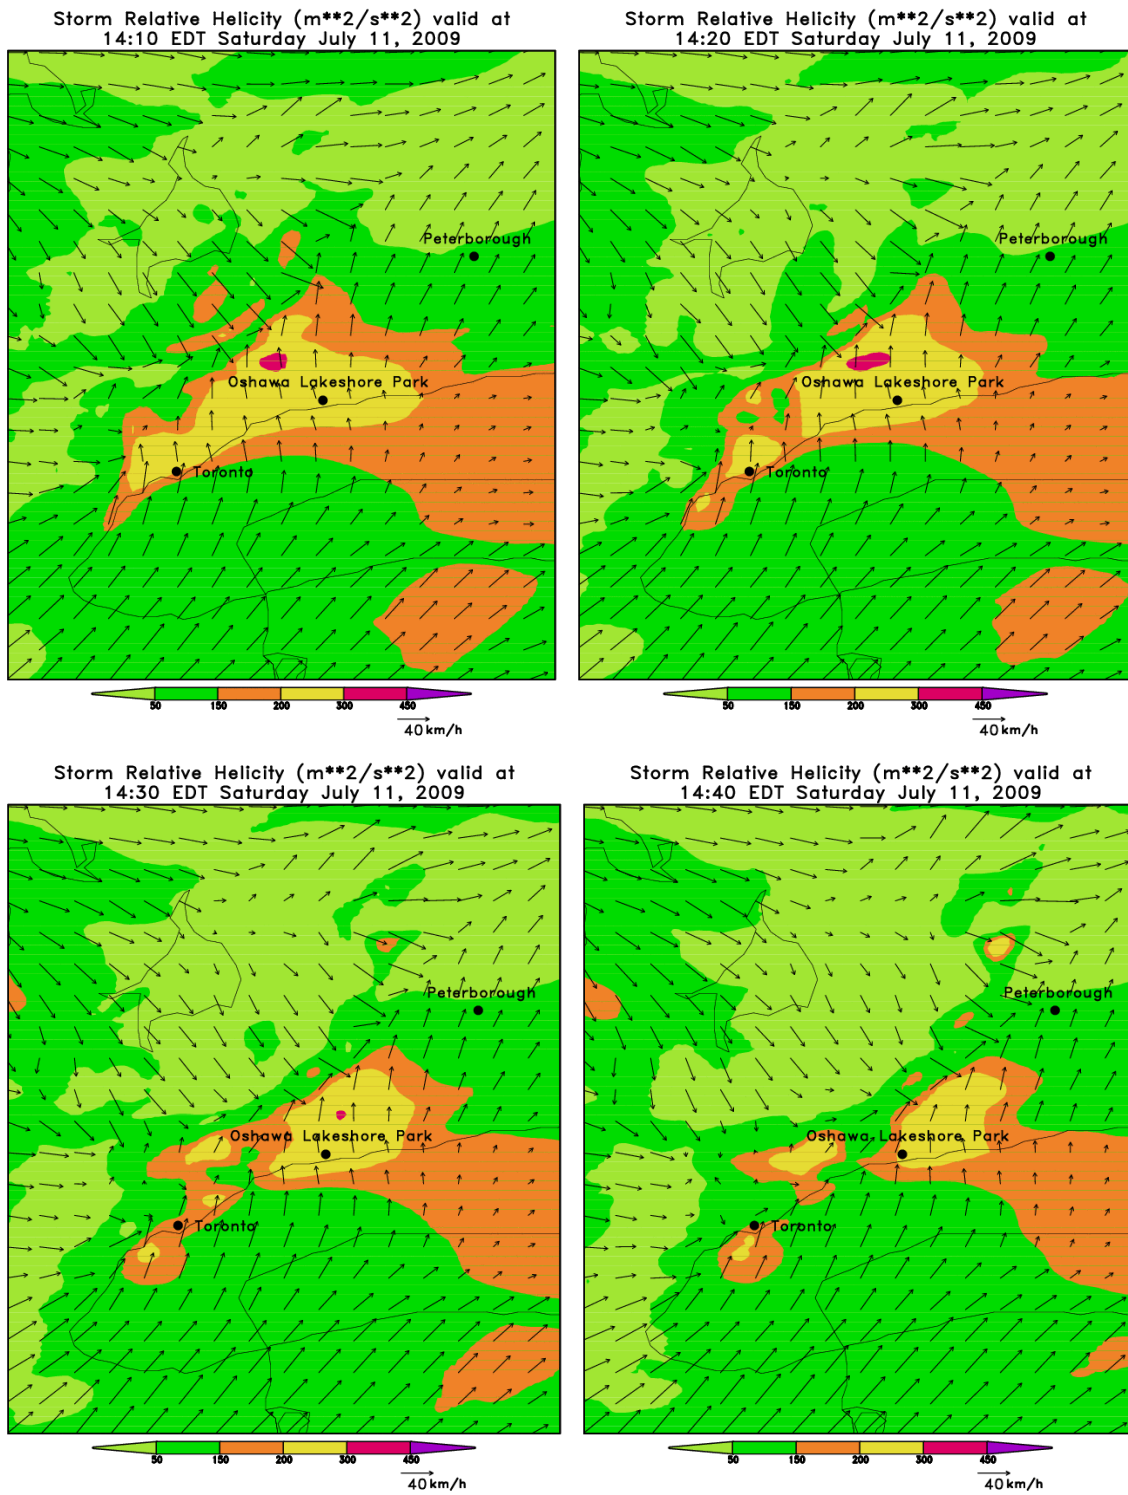 Storm Relative Helicity (m**2/s**2) valid at
14:10 EDT Saturday July 11, 2009
Peterborough
Oshawa Lakeshore Park
Toronto
50 150 200 300 450
40 km/h
Storm Relative Helicity (m**2/s**2) valid at
14:20 EDT Saturday July 11, 2009
Peterborough
Oshawa Lakeshore Park
Toronto
50 150 200 300 450
40 km/h
Storm Relative Helicity (m**2/s**2) valid at
14:30 EDT Saturday July 11, 2009
Peterborough
Oshawa Lakeshore Park
Toronto
50 150 200 300 450
40 km/h
Storm Relative Helicity (m**2/s**2) valid at
14:40 EDT Saturday July 11, 2009
Peterborough
Oshawa Lakeshore Park
Toronto
50 150 200 300 450
40 km/h